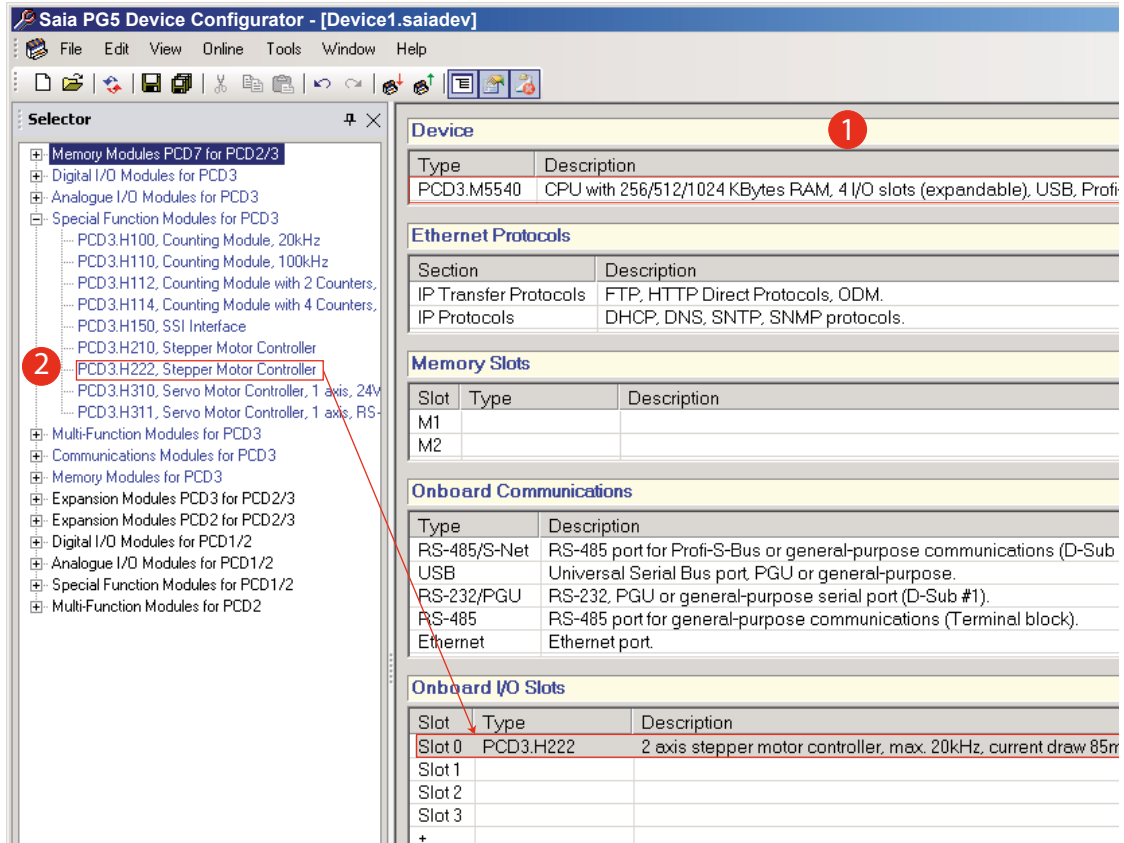 Saia PG5 Device Configurator - [Device1.saiadev]
File Edit View Online Tools Window Help
Selector
Memory Modules PCD7 for PCD2/3
Digital I/O Modules for PCD3
Analogue I/O Modules for PCD3
Special Function Modules for PCD3
PCD3.H100, Counting Module, 20kHz
PCD3.H110, Counting Module, 100kHz
PCD3.H112, Counting Module with 2 Counters,
PCD3.H114, Counting Module with 4 Counters,
PCD3.H150, SSI Interface
PCD3.H210, Stepper Motor Controller
2
PCD3.H222, Stepper Motor Controller
PCD3.H310, Servo Motor Controller, 1 axis, 24V
PCD3.H311, Servo Motor Controller, 1 axis, RS-
Multi-Function Modules for PCD3
Communications Modules for PCD3
Memory Modules for PCD3
Expansion Modules PCD3 for PCD2/3
Expansion Modules PCD2 for PCD2/3
Digital I/O Modules for PCD1/2
Analogue I/O Modules for PCD1/2
Special Function Modules for PCD1/2
Multi-Function Modules for PCD2
Device
1
Type Description
PCD3.M5540 CPU with 256/512/1024 KBytes RAM, 4 I/O slots (expandable), USB, Profi-
Ethernet Protocols
Section Description
IP Transfer Protocols FTP, HTTP Direct Protocols, ODM.
IP Protocols DHCP, DNS, SNTP, SNMP protocols.
Memory Slots
Slot Type Description
M1
M2
Onboard Communications
Type Description
RS-485/S-Net RS-485 port for Profi-S-Bus or general-purpose communications (D-Sub
USB Universal Serial Bus port, PGU or general-purpose.
RS-232/PGU RS-232, PGU or general-purpose serial port (D-Sub #1).
RS-485 RS-485 port for general-purpose communications (Terminal block).
Ethernet Ethernet port.
Onboard I/O Slots
Slot Type Description
Slot 0 PCD3.H222 2 axis stepper motor controller, max. 20kHz, current draw 85m
Slot 1
Slot 2
Slot 3
+